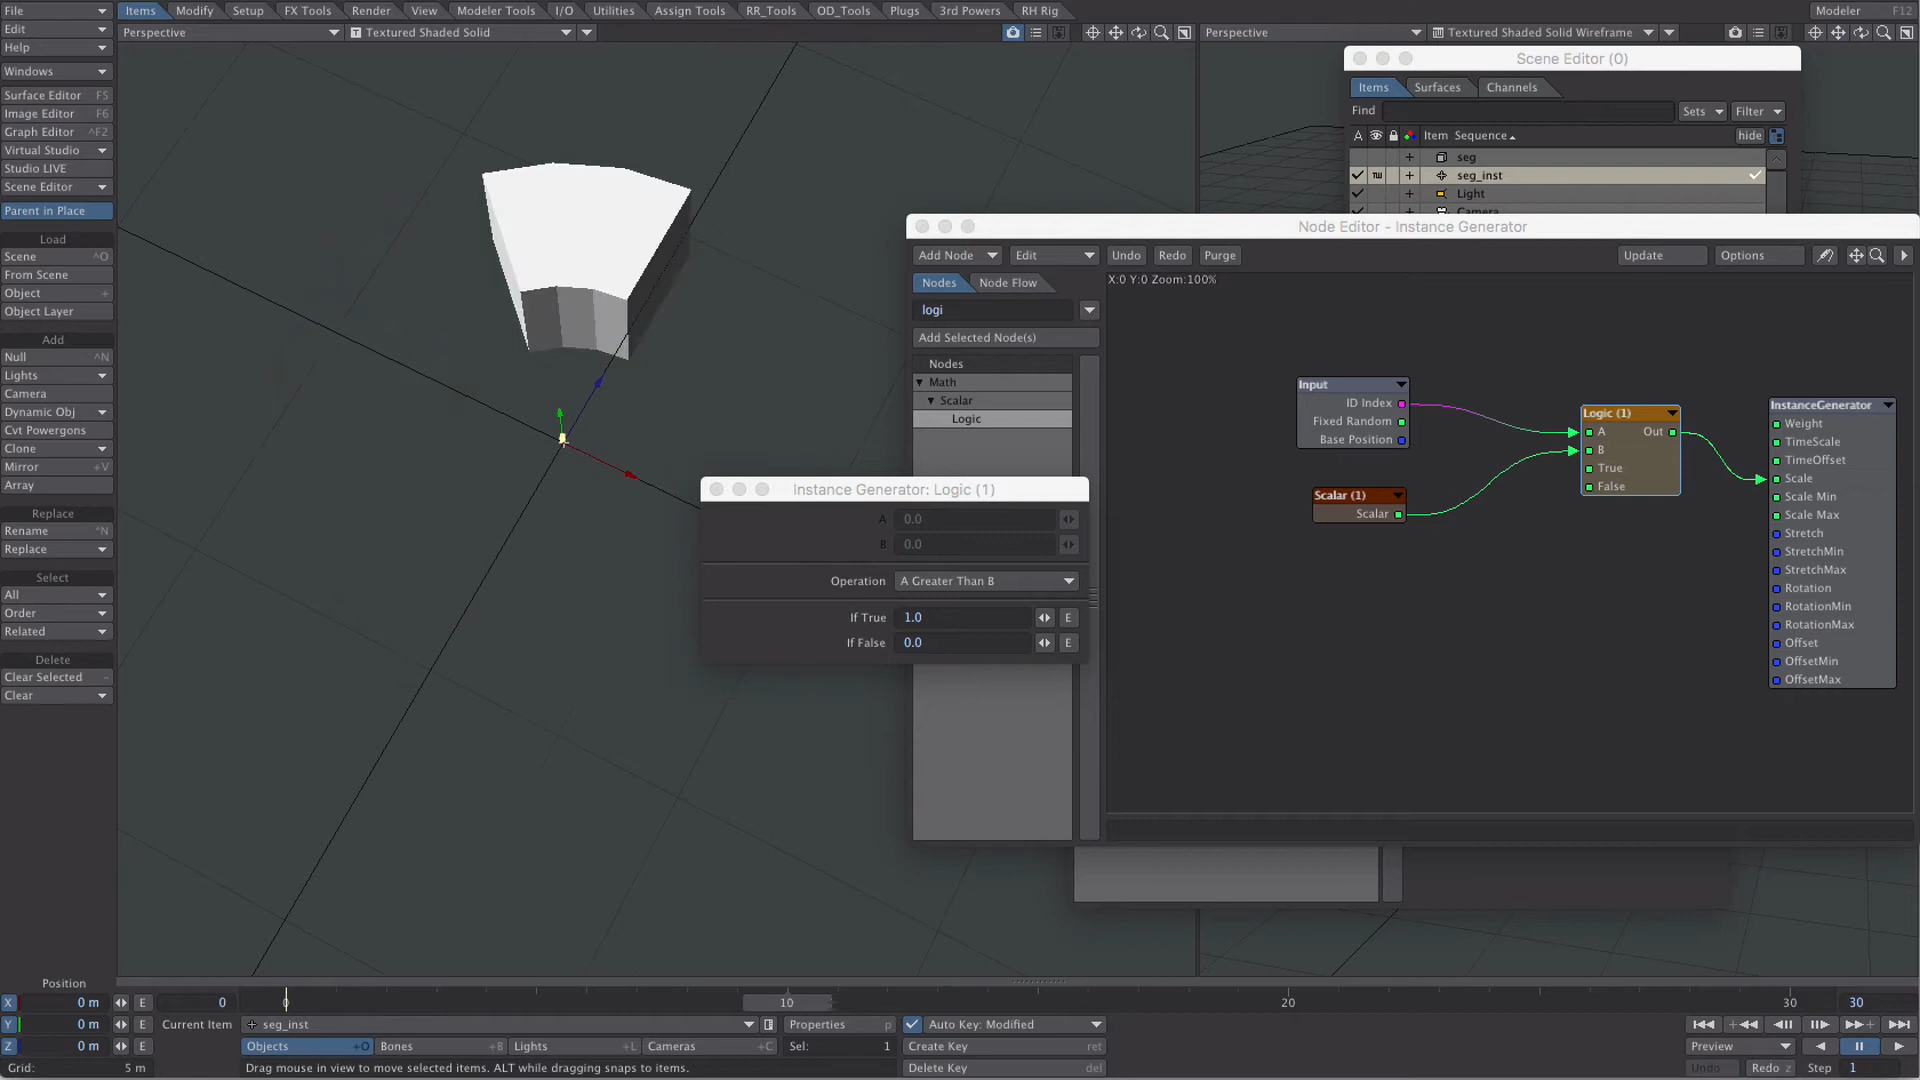 File
Items Modify Setup FX Tools Render View Modeler Tools I/O Utilities Assign Tools RR_Tools OD_Tools Plugs 3rd Powers RH Rig Modeler F12
Edit
Perspective Textured Shaded Solid Perspective Textured Shaded Solid Wireframe
Help
Windows
Surface Editor F5
Image Editor F6
Graph Editor ^F2
Virtual Studio
Studio LIVE
Scene Editor
Parent in Place
Load
Scene ^O
From Scene
Object +
Object Layer
Add
Null ^N
Lights
Camera
Dynamic Obj
Cvt Powergons
Clone
Mirror +V
Array
Replace
Rename ^N
Replace
Select
All
Order
Related
Delete
Clear Selected -
Clear
Scene Editor (0)
Items Surfaces Channels
Find Sets Filter
A Item Sequence hide
+ seg
+ seg_inst
+ Light
Camera
Node Editor - Instance Generator
Add Node Edit Undo Redo Purge Update Options
Nodes Node Flow
X:0 Y:0 Zoom:100%
logi
Add Selected Node(s)
Nodes
Math
Scalar
Logic
Input
ID Index
Fixed Random
Base Position
Scalar (1)
Scalar
Logic (1)
A Out
B
True
False
InstanceGenerator
Weight
TimeScale
TimeOffset
Scale
Scale Min
Scale Max
Stretch
StretchMin
StretchMax
Rotation
RotationMin
RotationMax
Offset
OffsetMin
OffsetMax
Instance Generator: Logic (1)
A 0.0
B 0.0
Operation A Greater Than B
If True 1.0 E
If False 0.0 E
Position
X 0 m E 0 0 10 20 30 30
Y 0 m E Current Item seg_inst Properties p Auto Key: Modified
Z 0 m E Objects +O Bones +B Lights +L Cameras +C Sel: 1 Create Key ret Preview
Grid: 5 m Drag mouse in view to move selected items. ALT while dragging snaps to items. Delete Key del Undo Redo z Step 1